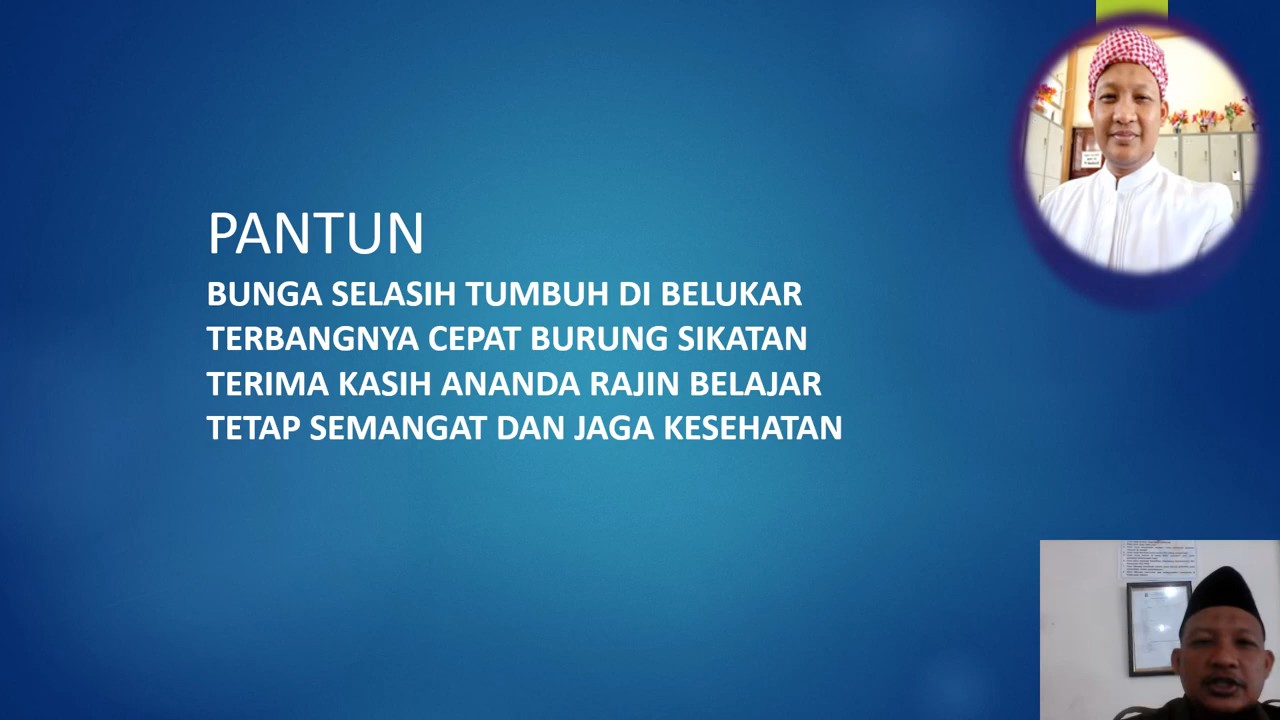 PANTUN
BUNGA SELASIH TUMBUH DI BELUKAR
TERBANGNYA CEPAT BURUNG SIKATAN
TERIMA KASIH ANANDA RAJIN BELAJAR
TETAP SEMANGAT DAN JAGA KESEHATAN